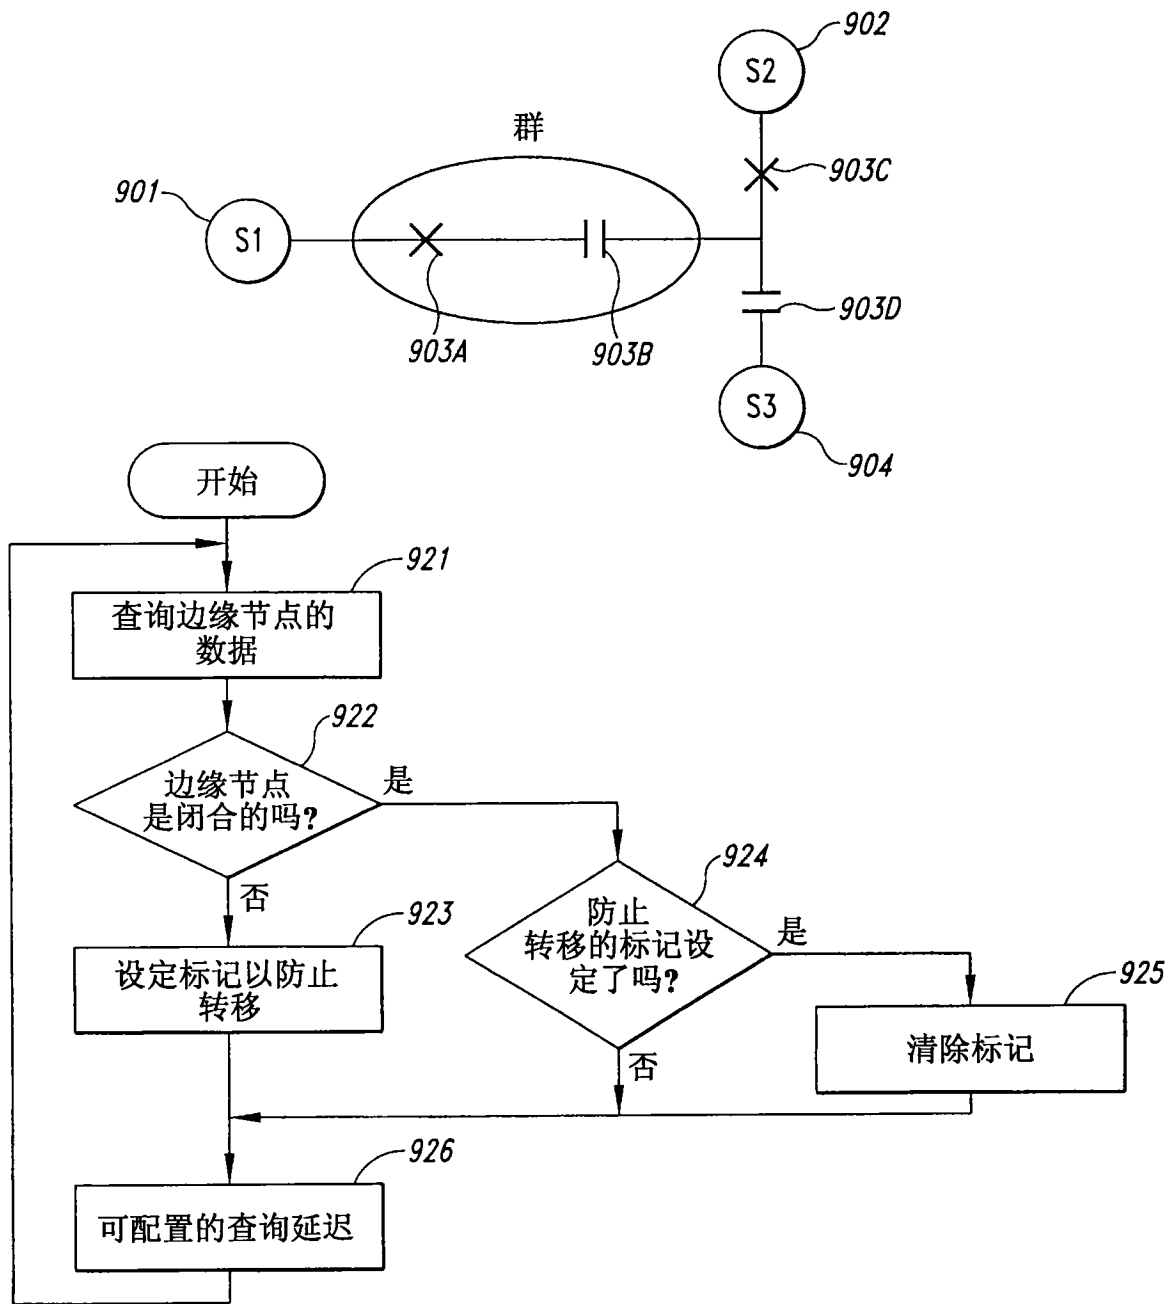 902
S2
群
903C
901
S1
903D
903A
903B
S3
904
开始
921
查询边缘节点的
数据
922
边缘节点
是闭合的吗?
是
924
否
防止
转移的标记设
定了吗?
是
923
设定标记以防止
转移
925
清除标记
否
926
可配置的查询延迟